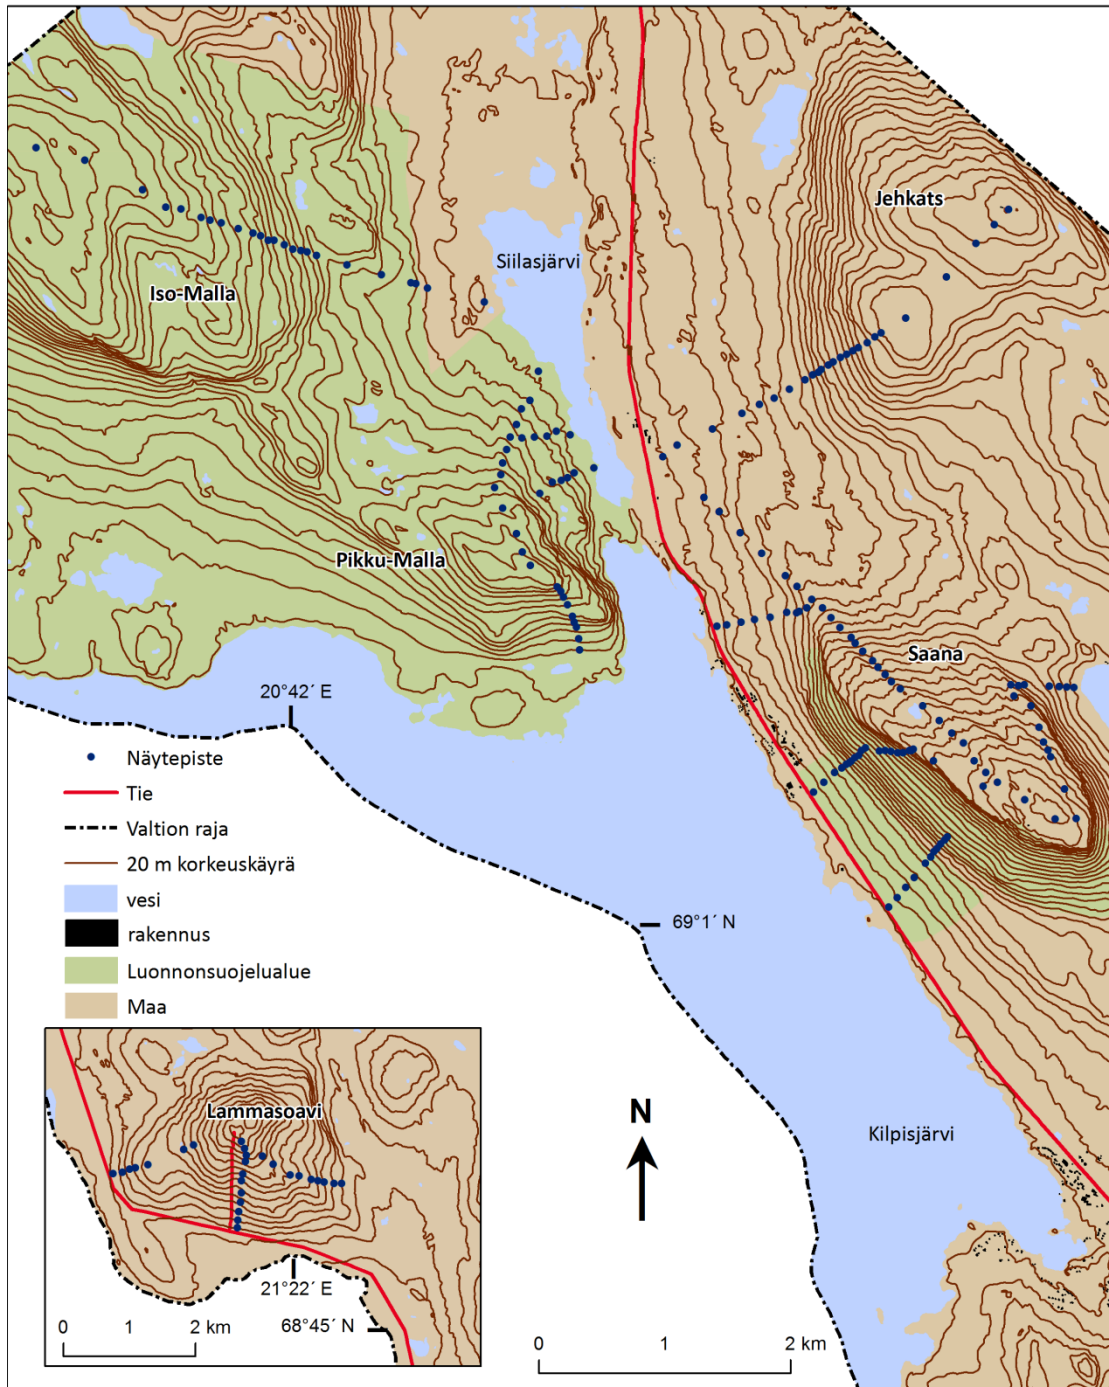 Jehkats
Siilasjärvi
Iso-Malla
Pikku-Malla
Saana
20°42´ E
Näytepiste
Tie
Valtion raja
20 m korkeuskäyrä
vesi
rakennus
Luonnonsuojelualue
Maa
69°1´ N
Lammasoavi
N
Kilpisjärvi
21°22´ E
68°45´ N
0 1 2 km
0 1 2 km